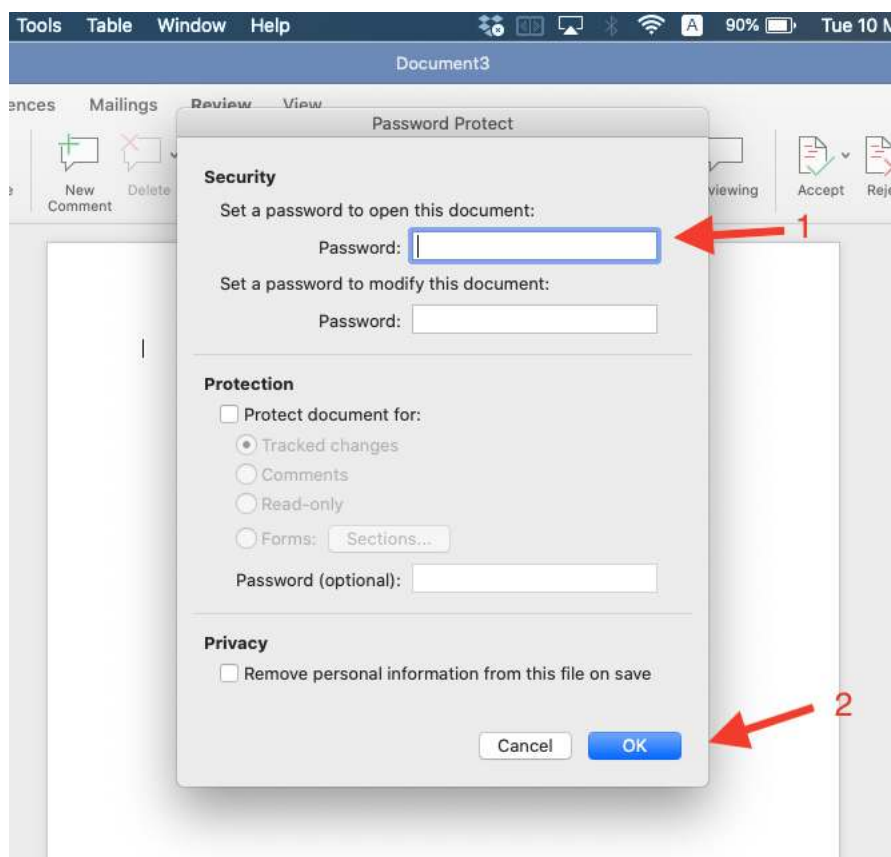 Tools Table Window Help A 90% Tue 10 M
Document3
ences Mailings Review View
Password Protect
New Comment Delete viewing Accept Reje
Security
Set a password to open this document:
1
Password:
Set a password to modify this document:
Password:
Protection
Protect document for:
Tracked changes
Comments
Read-only
Forms: Sections...
Password (optional):
Privacy
Remove personal information from this file on save
2
Cancel OK